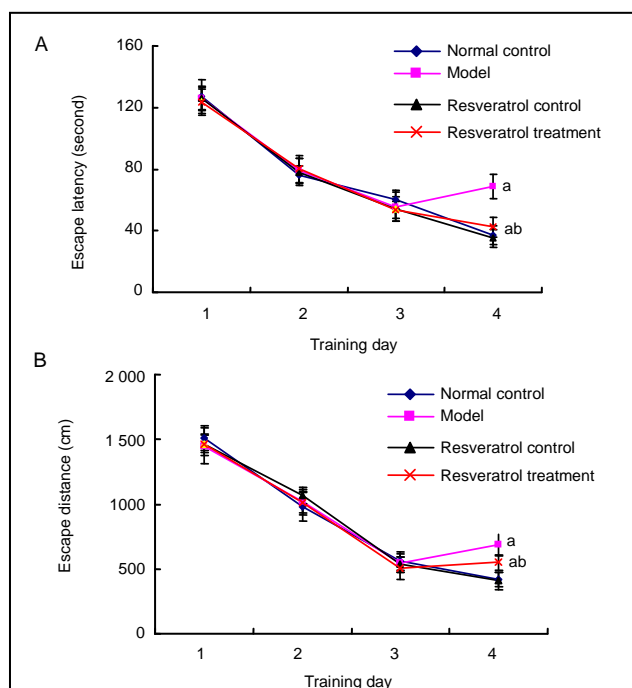 A
160
120
80
40
0
Escape latency (second)
Normal control
Model
Resveratrol control
Resveratrol treatment
a
ab
1 2 3 4
Training day
B
2 000
1 500
1000
500
0
Escape distance (cm)
Normal control
Model
Resveratrol control
Resveratrol treatment
a
ab
1 2 3 4
Training day